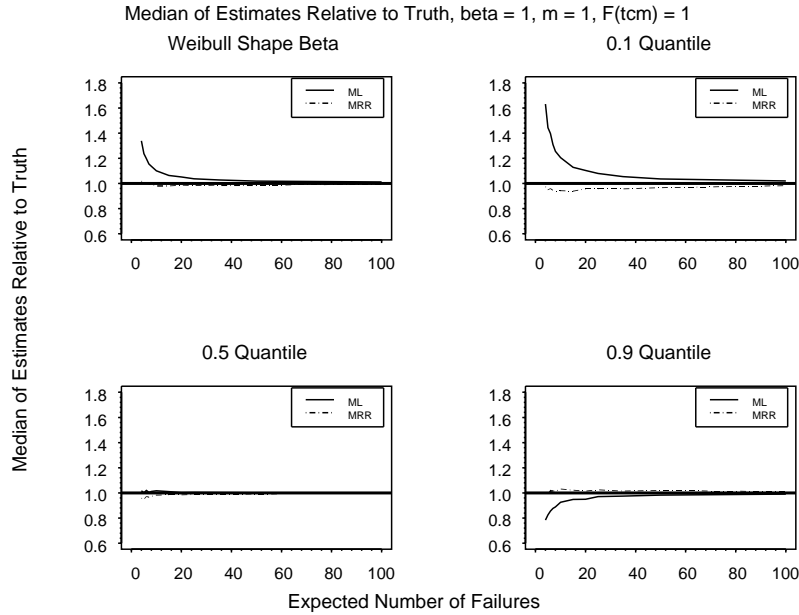 Median of Estimates Relative to Truth, beta = 1, m = 1, F(tcm) = 1
Weibull Shape Beta
0.1 Quantile
Median of Estimates Relative to Truth
1.8
1.6
1.4
1.2
1.0
0.8
0.6
0 20 40 60 80 100
ML
MRR
1.8
1.6
1.4
1.2
1.0
0.8
0.6
0 20 40 60 80 100
ML
MRR
0.5 Quantile
0.9 Quantile
1.8
1.6
1.4
1.2
1.0
0.8
0.6
0 20 40 60 80 100
ML
MRR
1.8
1.6
1.4
1.2
1.0
0.8
0.6
0 20 40 60 80 100
ML
MRR
Expected Number of Failures